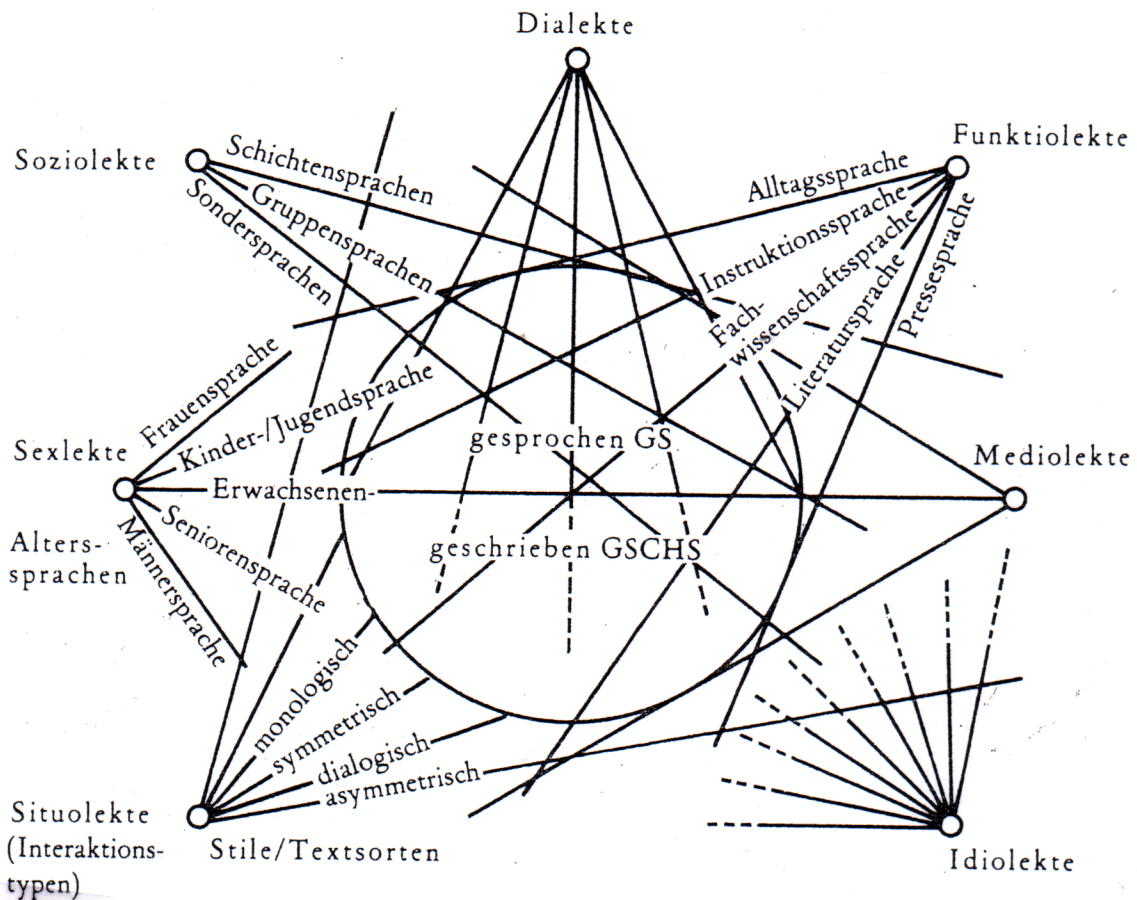 Dialekte
Soziolekte
Schichtensprachen
Gruppensprachen
Sondersprachen
Funktiolekte
Alltagssprache
Instruktionssprache
Fach-
wissenschaftssprache
Literatursprache
Pressesprache
Sexlekte
Frauensprache
Kinder-/Jugendsprache
Erwachsenen-
Seniorensprache
Männersprache
Alters-
sprachen
gesprochen GS
geschrieben GSCHS
Mediolekte
monologisch
symmetrisch
dialogisch
asymmetrisch
Situolekte
(Interaktions-
typen)
Stile/Textsorten
Idiolekte